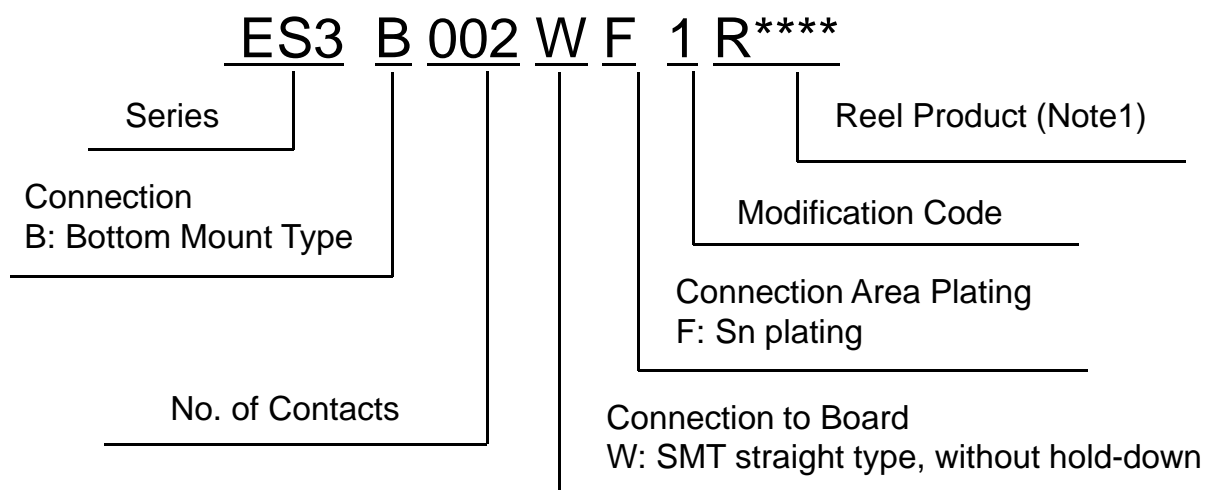 ES3 B 002 W F 1 R****
Series
Reel Product (Note1)
Connection
B: Bottom Mount Type
Modification Code
Connection Area Plating
F: Sn plating
No. of Contacts
Connection to Board
W: SMT straight type, without hold-down